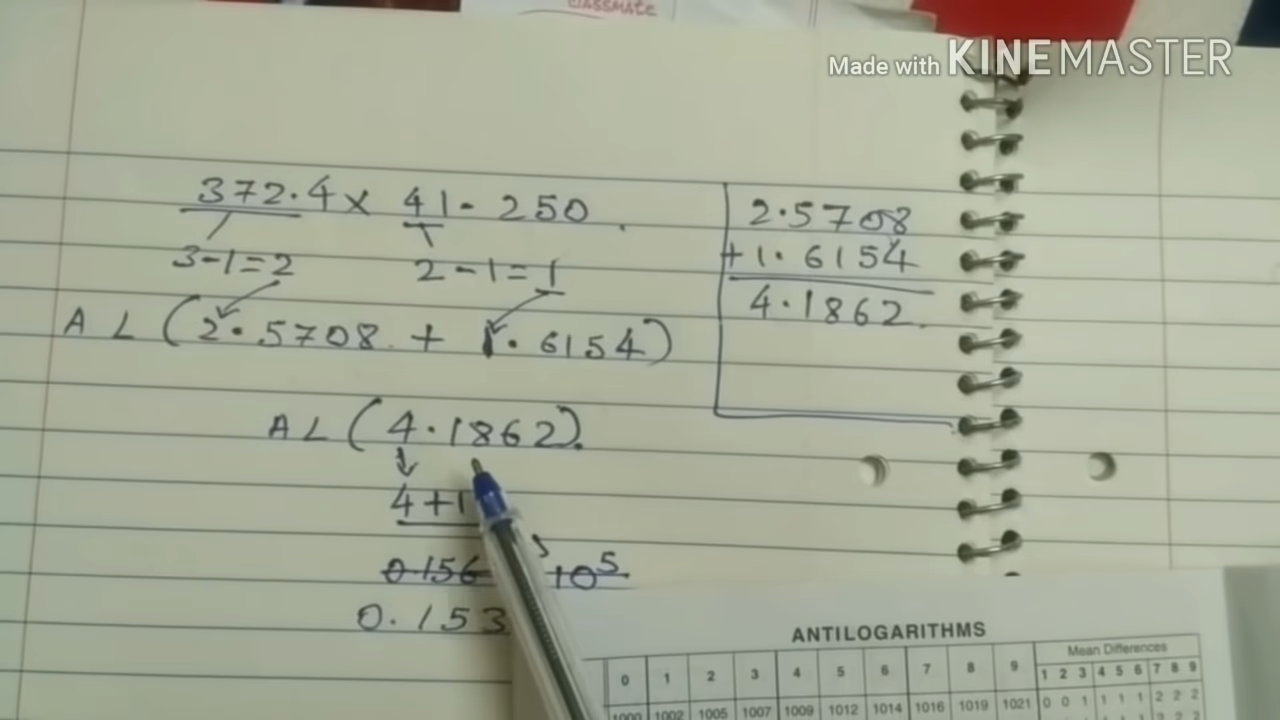 classmate
Made with KINEMASTER
372.4 x 41.250.
3-1=2 2-1=1
AL(2.5708 + 1.6154)
2.5708
+1.6154
4.1862.
AL(4.1862).
4+1
0.156 10^5
0.153
ANTILOGARITHMS
Mean Differences
0 1 2 3 4 5 6 7 8 9 1 2 3 4 5 6 7 8 9
1000 1002 1005 1007 1009 1012 1014 1016 1019 1021 0 0 1 1 1 1 2 2 2